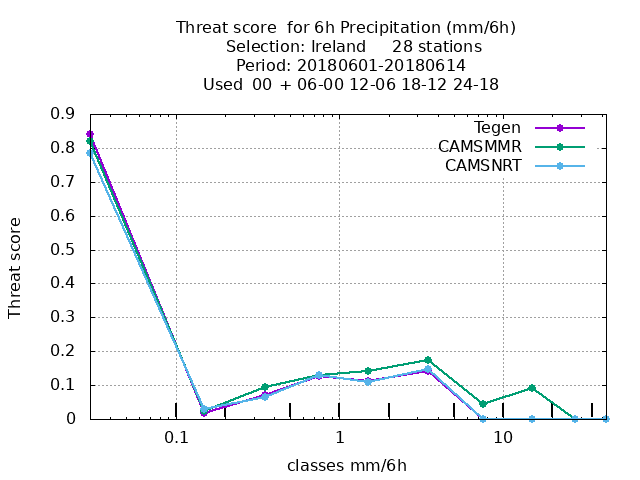 Threat score  for 6h Precipitation (mm/6h)
Selection: Ireland     28 stations
Period: 20180601-20180614
Used  00  + 06-00 12-06 18-12 24-18
Tegen
CAMSMMR
CAMSNRT
0.9
0.8
0.7
0.6
0.5
0.4
0.3
0.2
0.1
0
Threat score
0.1 1 10
classes mm/6h